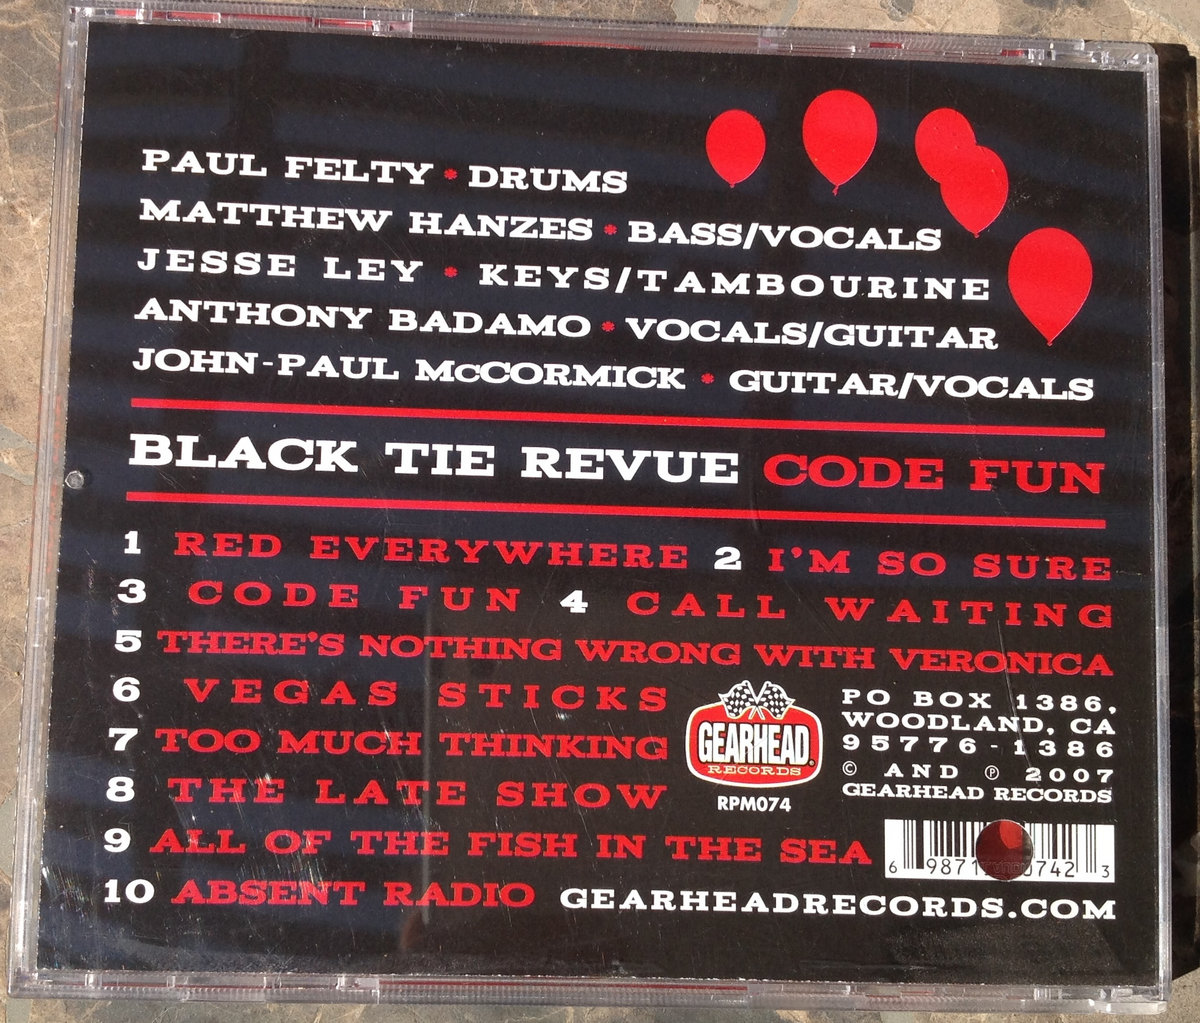 PAUL FELTY * DRUMS
MATTHEW HANZES * BASS/VOCALS
JESSE LEY * KEYS/TAMBOURINE
ANTHONY BADAMO * VOCALS/GUITAR
JOHN-PAUL McCORMICK * GUITAR/VOCALS
BLACK TIE REVUE CODE FUN
1 RED EVERYWHERE 2 I'M SO SURE
3 CODE FUN 4 CALL WAITING
5 THERE'S NOTHING WRONG WITH VERONICA
6 VEGAS STICKS
7 TOO MUCH THINKING
8 THE LATE SHOW
9 ALL OF THE FISH IN THE SEA
10 ABSENT RADIO
GEARHEAD®
RECORDS
RPM074
PO BOX 1386,
WOODLAND, CA
95776-1386
© AND ℗ 2007
GEARHEAD RECORDS
6 9871 0742 3
GEARHEADRECORDS.COM